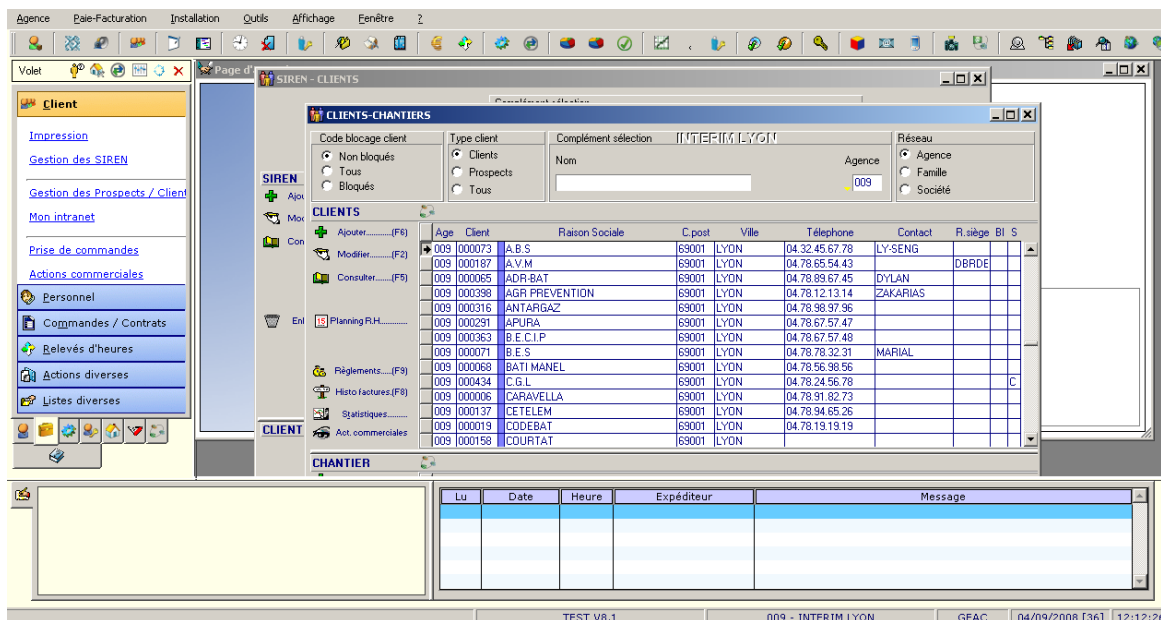 Agence Paie-Facturation Installation Outils Affichage Fenêtre ?
Volet
Page d'
SIREN - CLIENTS
Complément sélection
CLIENTS-CHANTIERS
Client
Impression
Gestion des SIREN
Gestion des Prospects / Client
Mon intranet
Prise de commandes
Actions commerciales
Personnel
Commandes / Contrats
Relevés d'heures
Actions diverses
Listes diverses
SIREN
Ajou
Mod
Con
Enl
CLIENT
Code blocage client Type client Complément sélection INTERIM LYON Réseau
Non bloqués Clients Nom Agence Agence
Tous Prospects 009 Famille
Bloqués Tous Société
CLIENTS
Ajouter...........(F6)
Modifier...........(F2)
Consulter.......(F5)
15 Planning R.H............
Règlements.....(F9)
Histo factures.(F8)
Statistiques.........
Act. commerciales
Age Client Raison Sociale C.post Ville Télephone Contact R.siège Bl S
009 000073 A.B.S 69001 LYON 04.32.45.67.78 LY-SENG
009 000187 A.V.M 69001 LYON 04.78.65.54.43 DBRDE
009 000065 ADR-BAT 69001 LYON 04.78.89.67.45 DYLAN
009 000398 AGR PREVENTION 69001 LYON 04.78.12.13.14 ZAKARIAS
009 000316 ANTARGAZ 69001 LYON 04.78.98.97.96
009 000291 APURA 69001 LYON 04.78.67.57.47
009 000363 B.E.C.I.P 69001 LYON 04.78.67.57.48
009 000071 B.E.S 69001 LYON 04.78.78.32.31 MARIAL
009 000068 BATI MANEL 69001 LYON 04.78.56.98.56
009 000434 C.G.L 69001 LYON 04.78.24.56.78 C
009 000006 CARAVELLA 69001 LYON 04.78.91.82.73
009 000137 CETELEM 69001 LYON 04.78.94.65.26
009 000019 CODEBAT 69001 LYON 04.78.19.19.19
009 000158 COURTAT 69001 LYON
CHANTIER
Lu Date Heure Expéditeur Message
TEST V8.1 009 - INTERIM LYON GEAC 04/09/2008 [36] 12:12:26